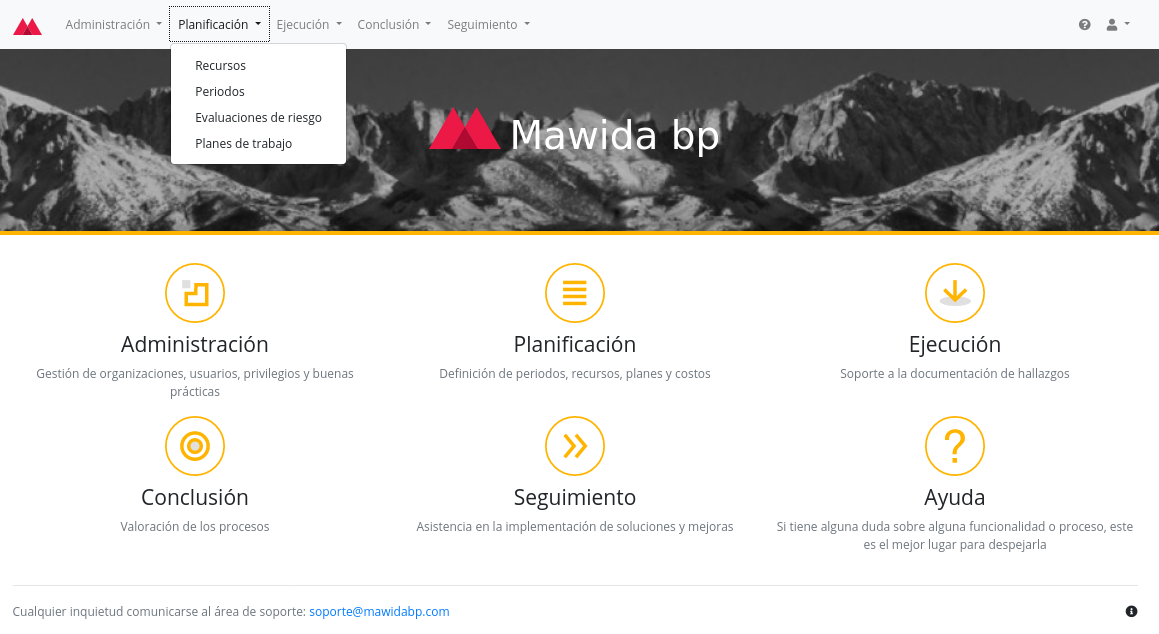 Administración Planificación Ejecución Conclusión Seguimiento
Recursos
Periodos
Evaluaciones de riesgo
Planes de trabajo
Mawida bp
Administración
Gestión de organizaciones, usuarios, privilegios y buenas
prácticas
Planificación
Definición de periodos, recursos, planes y costos
Ejecución
Soporte a la documentación de hallazgos
Conclusión
Valoración de los procesos
Seguimiento
Asistencia en la implementación de soluciones y mejoras
Ayuda
Si tiene alguna duda sobre alguna funcionalidad o proceso, este
es el mejor lugar para despejarla
Cualquier inquietud comunicarse al área de soporte: soporte@mawidabp.com